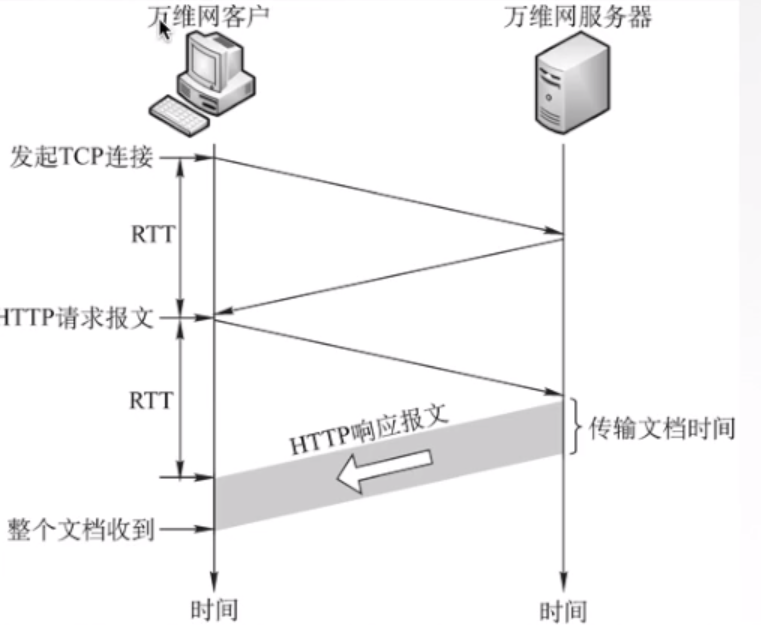 万维网客户
万维网服务器
发起TCP连接
RTT
HTTP请求报文
RTT
HTTP响应报文
传输文档时间
整个文档收到
时间
时间